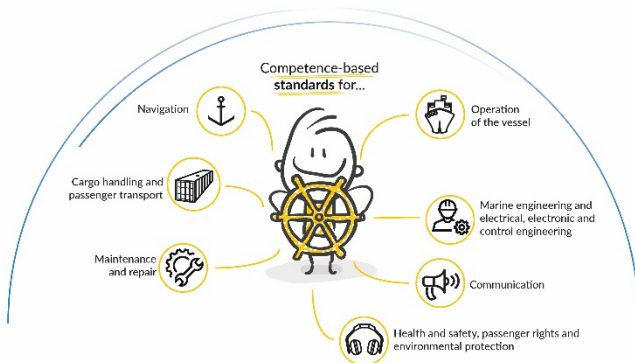 Competence-based
standards for...
Navigation
Operation
of the vessel
Cargo handling and
passenger transport
Marine engineering and
electrical, electronic and
control engineering
Maintenance
and repair
Communication
Health and safety, passenger rights and
environmental protection